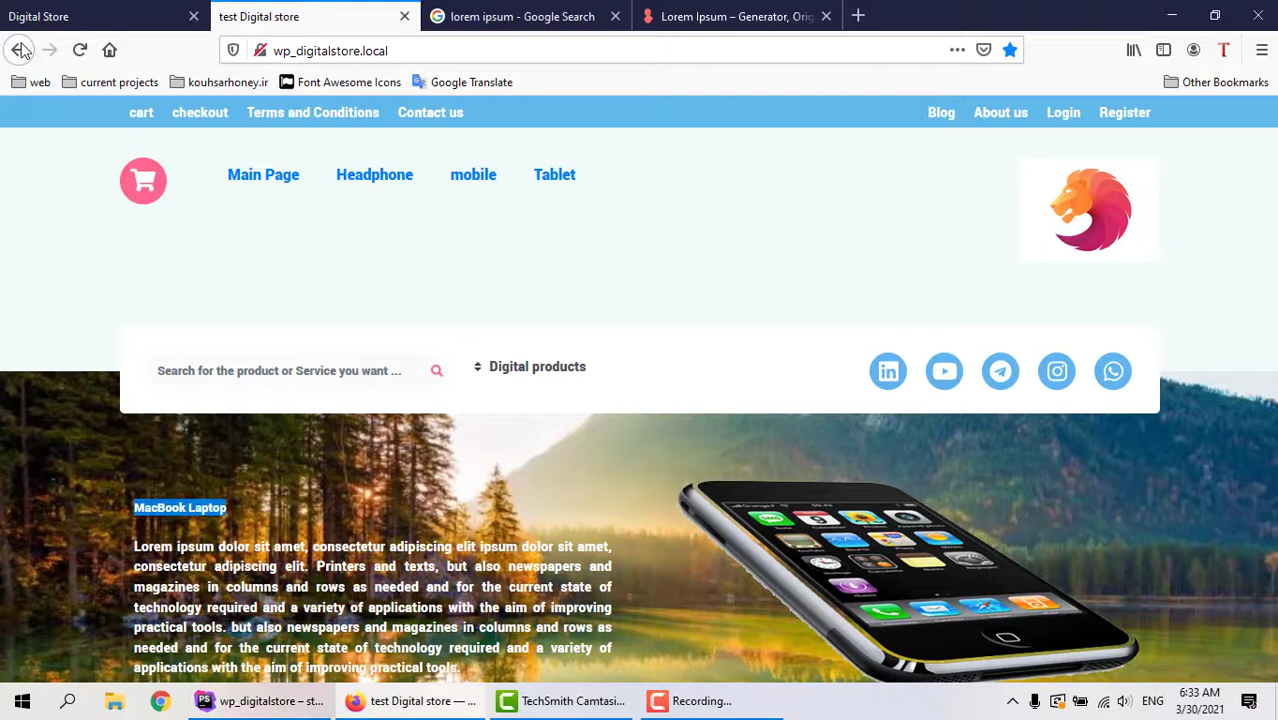 Digital Store
test Digital store
lorem ipsum - Google Search
Lorem Ipsum – Generator, Orig
wp_digitalstore.local
web
current projects
kouhsarhoney.ir
Font Awesome Icons
Google Translate
Other Bookmarks
cart checkout Terms and Conditions Contact us
Blog About us Login Register
Main Page Headphone mobile Tablet
Search for the product or Service you want ...
Digital products
MacBook Laptop
Lorem ipsum dolor sit amet, consectetur adipiscing elit ipsum dolor sit amet,
consectetur adipiscing elit. Printers and texts, but also newspapers and
magazines in columns and rows as needed and for the current state of
technology required and a variety of applications with the aim of improving
practical tools. but also newspapers and magazines in columns and rows as
needed and for the current state of technology required and a variety of
applications with the aim of improving practical tools.
wp_digitalstore – st...
test Digital store — ...
TechSmith Camtasi...
Recording...
ENG
6:33 AM
3/30/2021